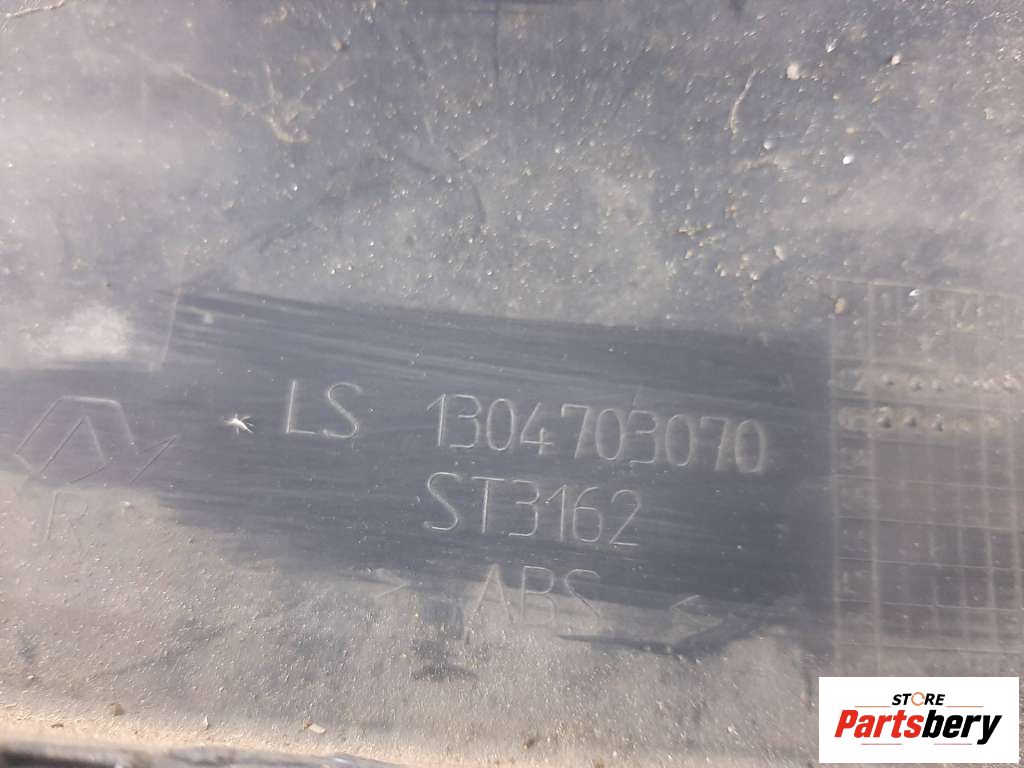 LS 1304703070
ST3162
> ABS <
R
STORE
Partsbery